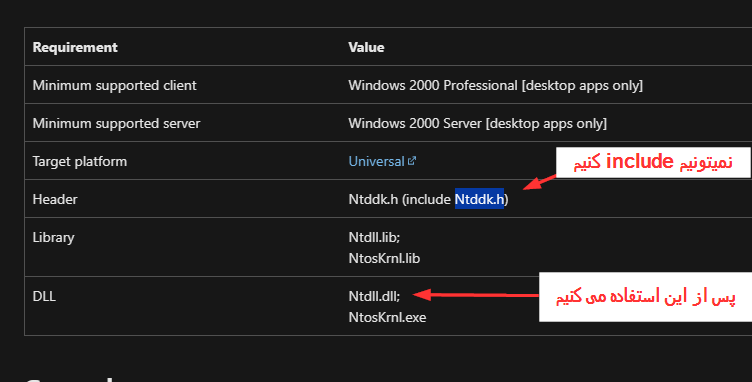 Requirement Value
Minimum supported client Windows 2000 Professional [desktop apps only]
Minimum supported server Windows 2000 Server [desktop apps only]
Target platform Universal
نمیتونیم include کنیم
Header Ntddk.h (include Ntddk.h)
Library Ntdll.lib;
NtosKrnl.lib
DLL Ntdll.dll;
پس از این استفاده می کنیم
NtosKrnl.exe